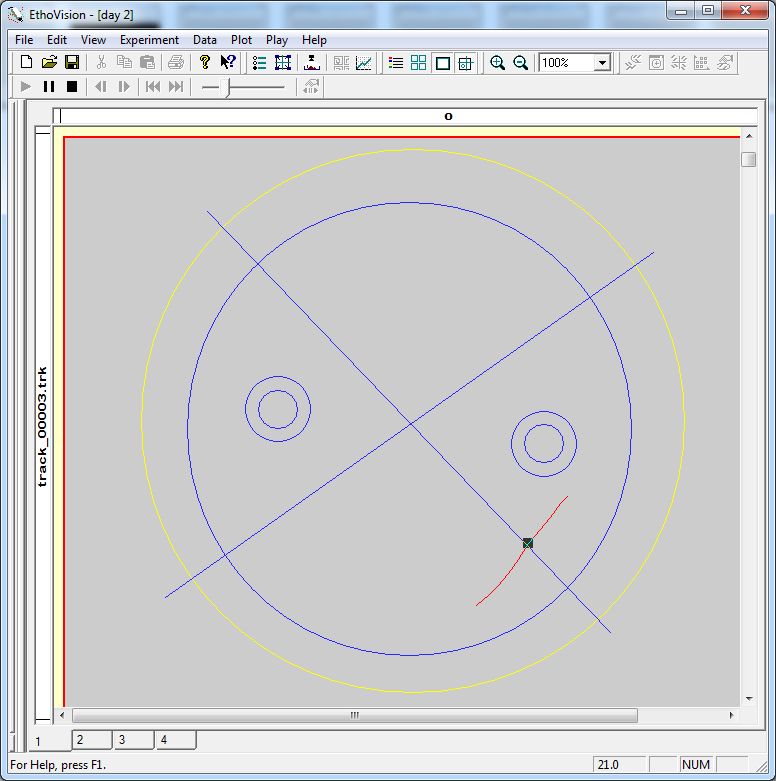 EthoVision - [day 2]
File Edit View Experiment Data Plot Play Help
100%
o
track_00003.trk
1 2 3 4
For Help, press F1. 21.0 NUM